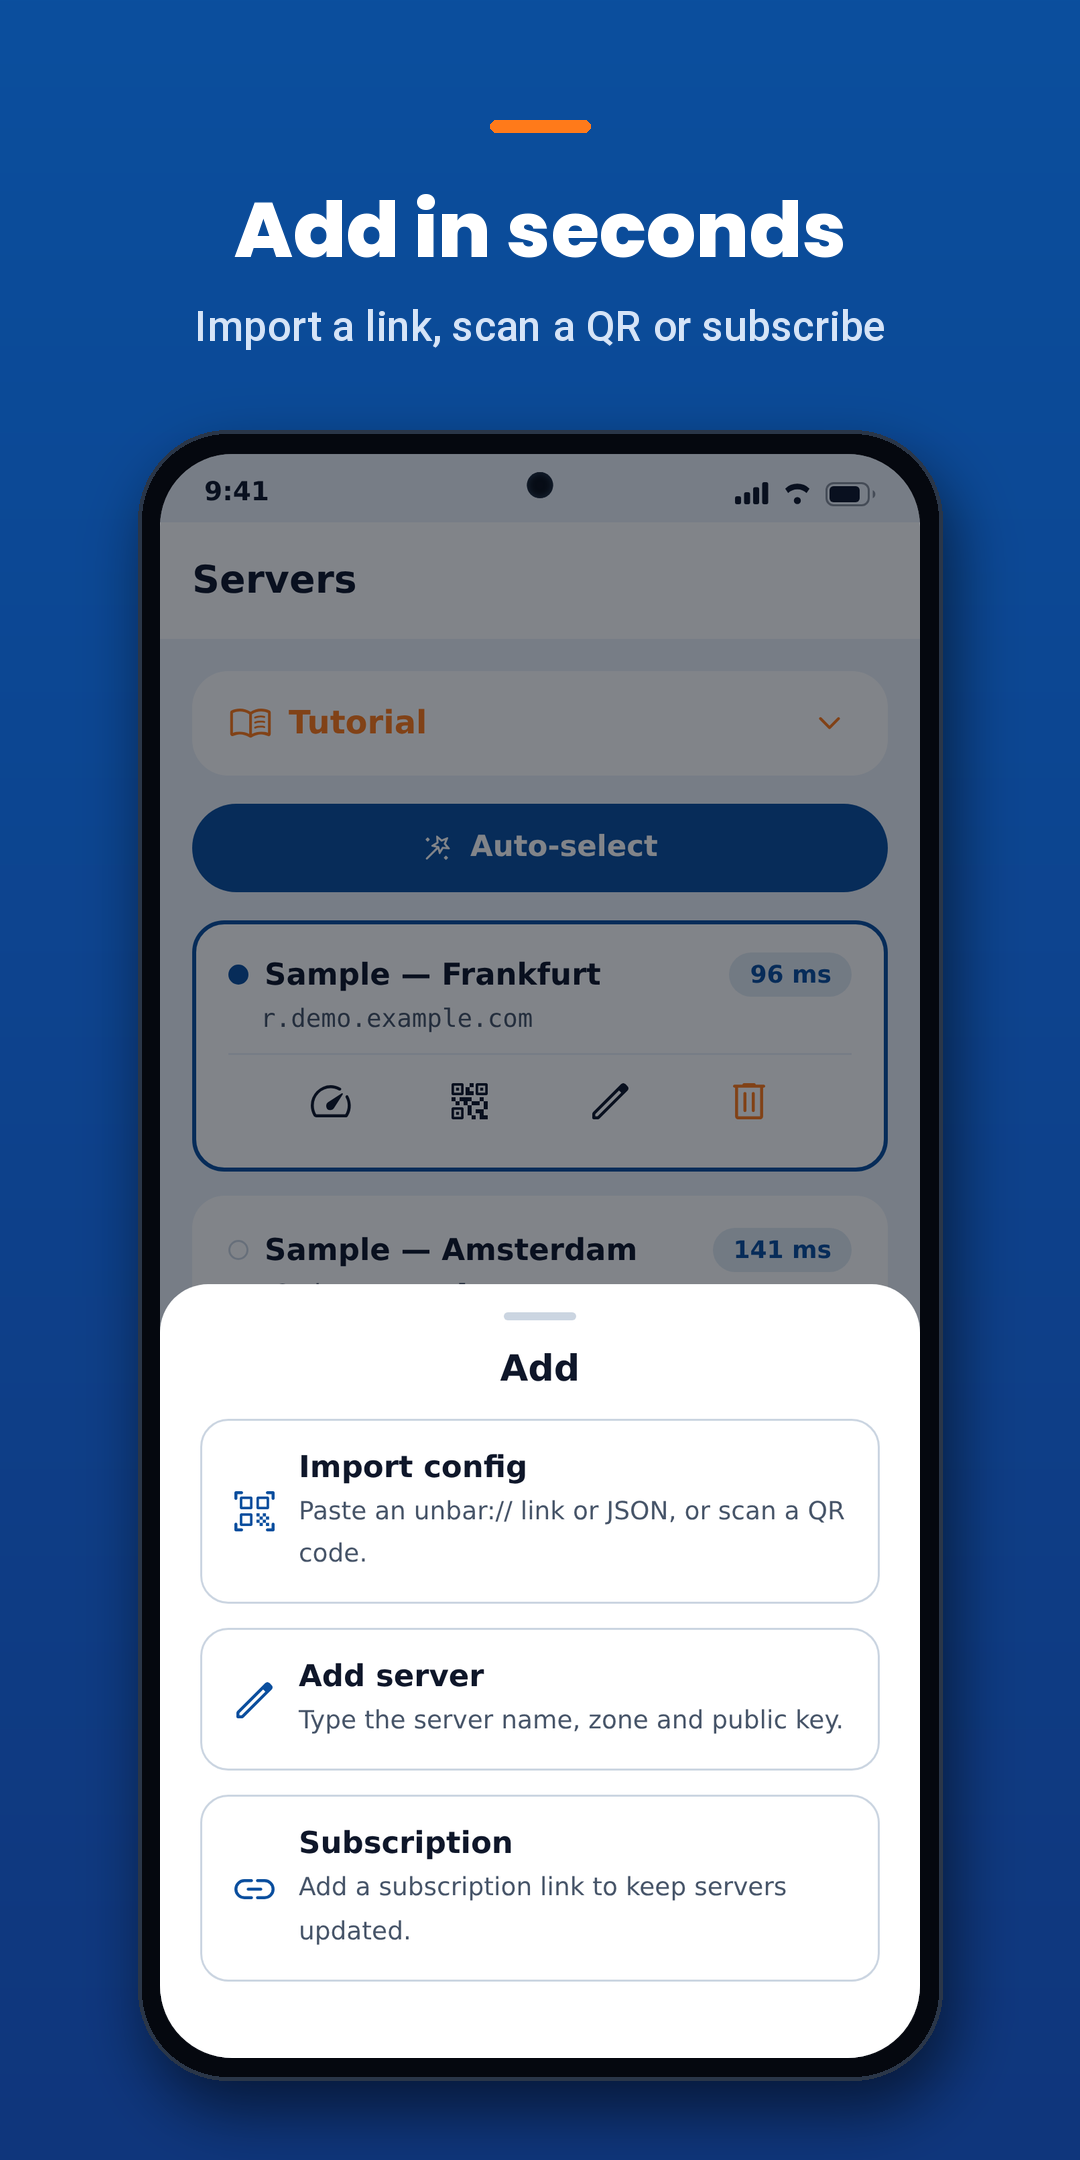 Add in seconds
Import a link, scan a QR or subscribe
9:41
Servers
Tutorial
Auto-select
Sample — Frankfurt
96 ms
r.demo.example.com
Sample — Amsterdam
141 ms
Add
Import config
Paste an unbar:// link or JSON, or scan a QR
code.
Add server
Type the server name, zone and public key.
Subscription
Add a subscription link to keep servers
updated.